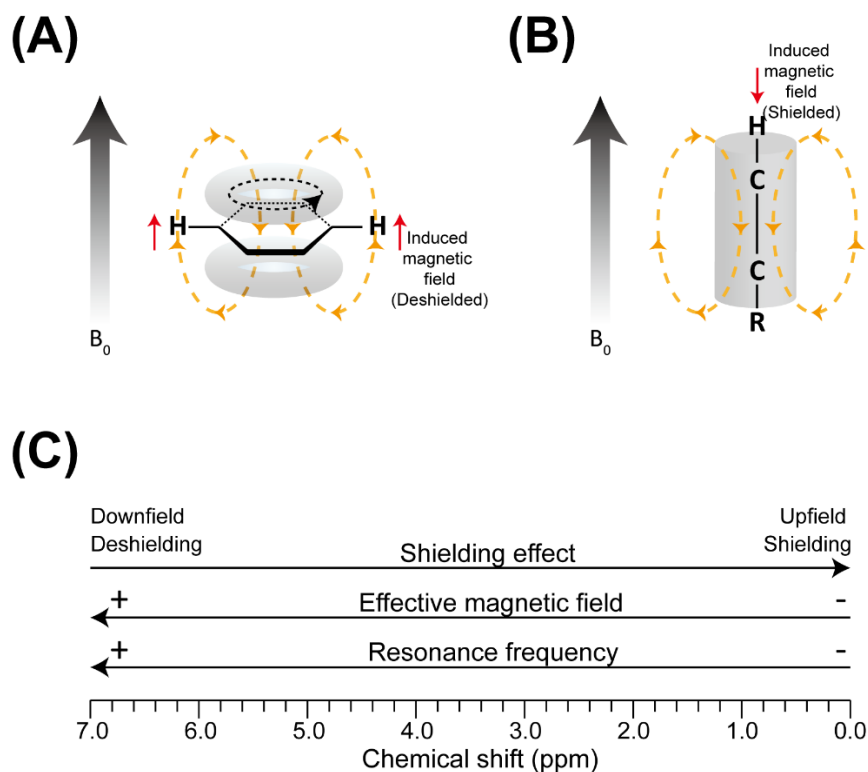 (A)
B0
H
H
Induced
magnetic
field
(Deshielded)
(B)
B0
Induced
magnetic
field
(Shielded)
H
C
C
R
(C)
Downfield
Deshielding
Upfield
Shielding
Shielding effect
+ Effective magnetic field -
+ Resonance frequency -
7.0 6.0 5.0 4.0 3.0 2.0 1.0 0.0
Chemical shift (ppm)